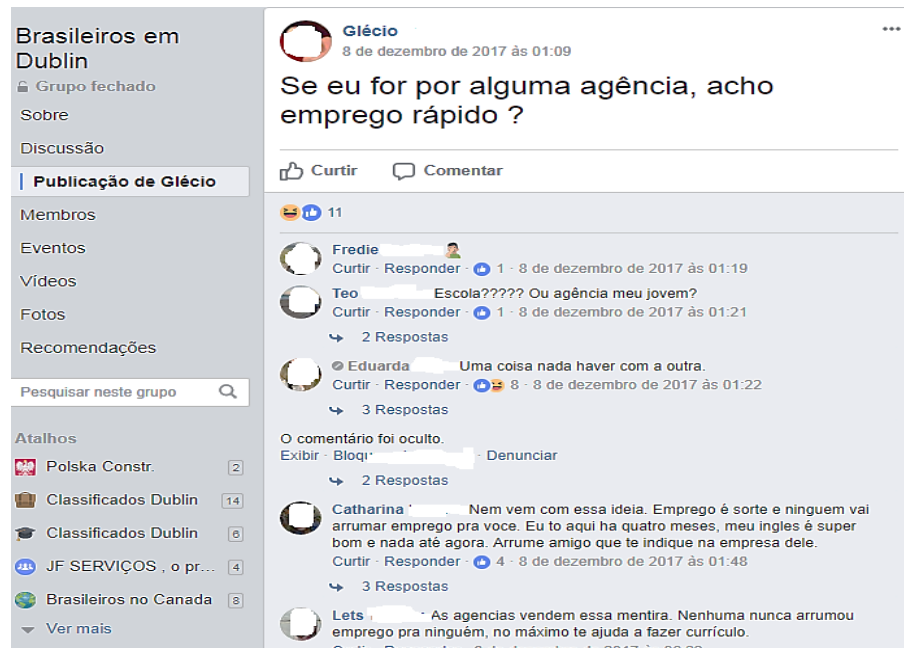 Brasileiros em
Dublin
Grupo fechado
Sobre
Discussão
Publicação de Glécio
Membros
Eventos
Vídeos
Fotos
Recomendações
Pesquisar neste grupo
Atalhos
Polska Constr. 2
Classificados Dublin 14
Classificados Dublin 6
JF SERVIÇOS , o pr... 4
Brasileiros no Canada 8
Ver mais
Glécio
8 de dezembro de 2017 às 01:09
Se eu for por alguma agência, acho
emprego rápido ?
Curtir Comentar
11
Fredie
Curtir · Responder · 1 · 8 de dezembro de 2017 às 01:19
Teo Escola????? Ou agência meu jovem?
Curtir · Responder · 1 · 8 de dezembro de 2017 às 01:21
2 Respostas
Eduarda Uma coisa nada haver com a outra.
Curtir · Responder · 8 · 8 de dezembro de 2017 às 01:22
3 Respostas
O comentário foi oculto.
Exibir · Bloqu · Denunciar
2 Respostas
Catharina Nem vem com essa ideia. Emprego é sorte e ninguem vai
arrumar emprego pra voce. Eu to aqui ha quatro meses, meu ingles é super
bom e nada até agora. Arrume amigo que te indique na empresa dele.
Curtir · Responder · 4 · 8 de dezembro de 2017 às 01:48
3 Respostas
Lets As agencias vendem essa mentira. Nenhuma nunca arrumou
emprego pra ninguém, no máximo te ajuda a fazer currículo.